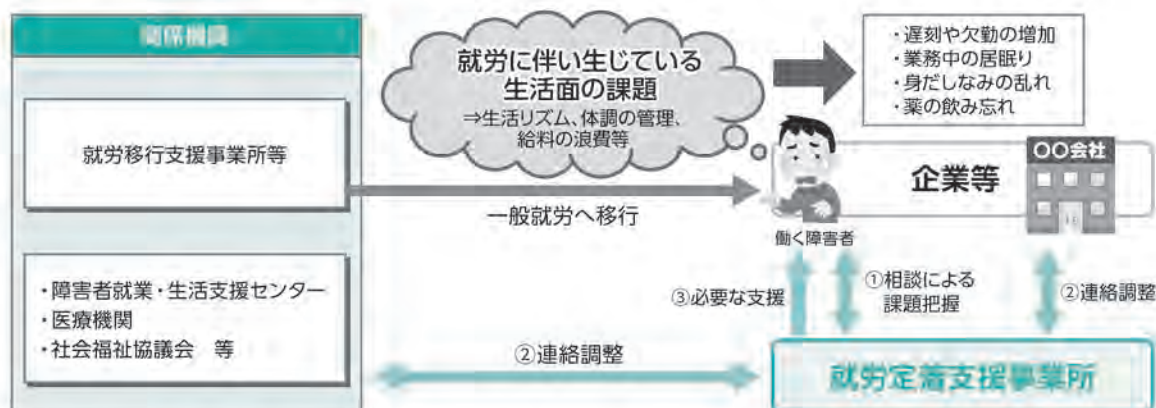 関係機関
就労移行支援事業所等
・障害者就業・生活支援センター
・医療機関
・社会福祉協議会 等
就労に伴い生じている
生活面の課題
⇒生活リズム、体調の管理、
給料の浪費等
・遅刻や欠勤の増加
・業務中の居眠り
・身だしなみの乱れ
・薬の飲み忘れ
一般就労へ移行
働く障害者
企業等
〇〇会社
③必要な支援
①相談による
課題把握
②連絡調整
②連絡調整
就労定着支援事業所